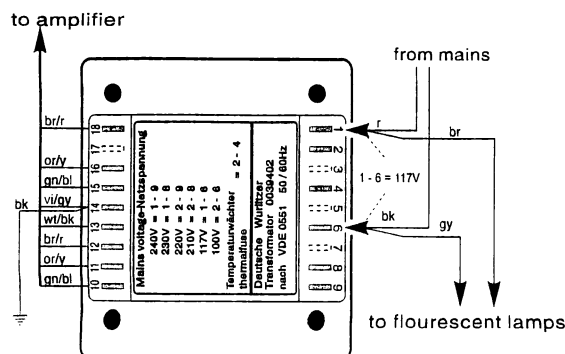 to amplifier
from mains
br/r
or/y
gn/bl
vi/gy
bk
wt/bk
br/r
or/y
gn/bl
18
17
16
15
14
13
12
11
10
Mains voltage-Netzspannung
240V = 1 - 9
230V = 1 - 8
220V = 2 - 9
210V = 2 - 8
117V = 1 - 6
100V = 2 - 6
Temperaturwächter
thermalfuse = 2 - 4
Deutsche Wurlitzer
Transformator 0039402
nach VDE 0551 50 / 60Hz
1
2
3
4
5
6
7
8
9
r
br
1 - 6 = 117V
bk
gy
to flourescent lamps